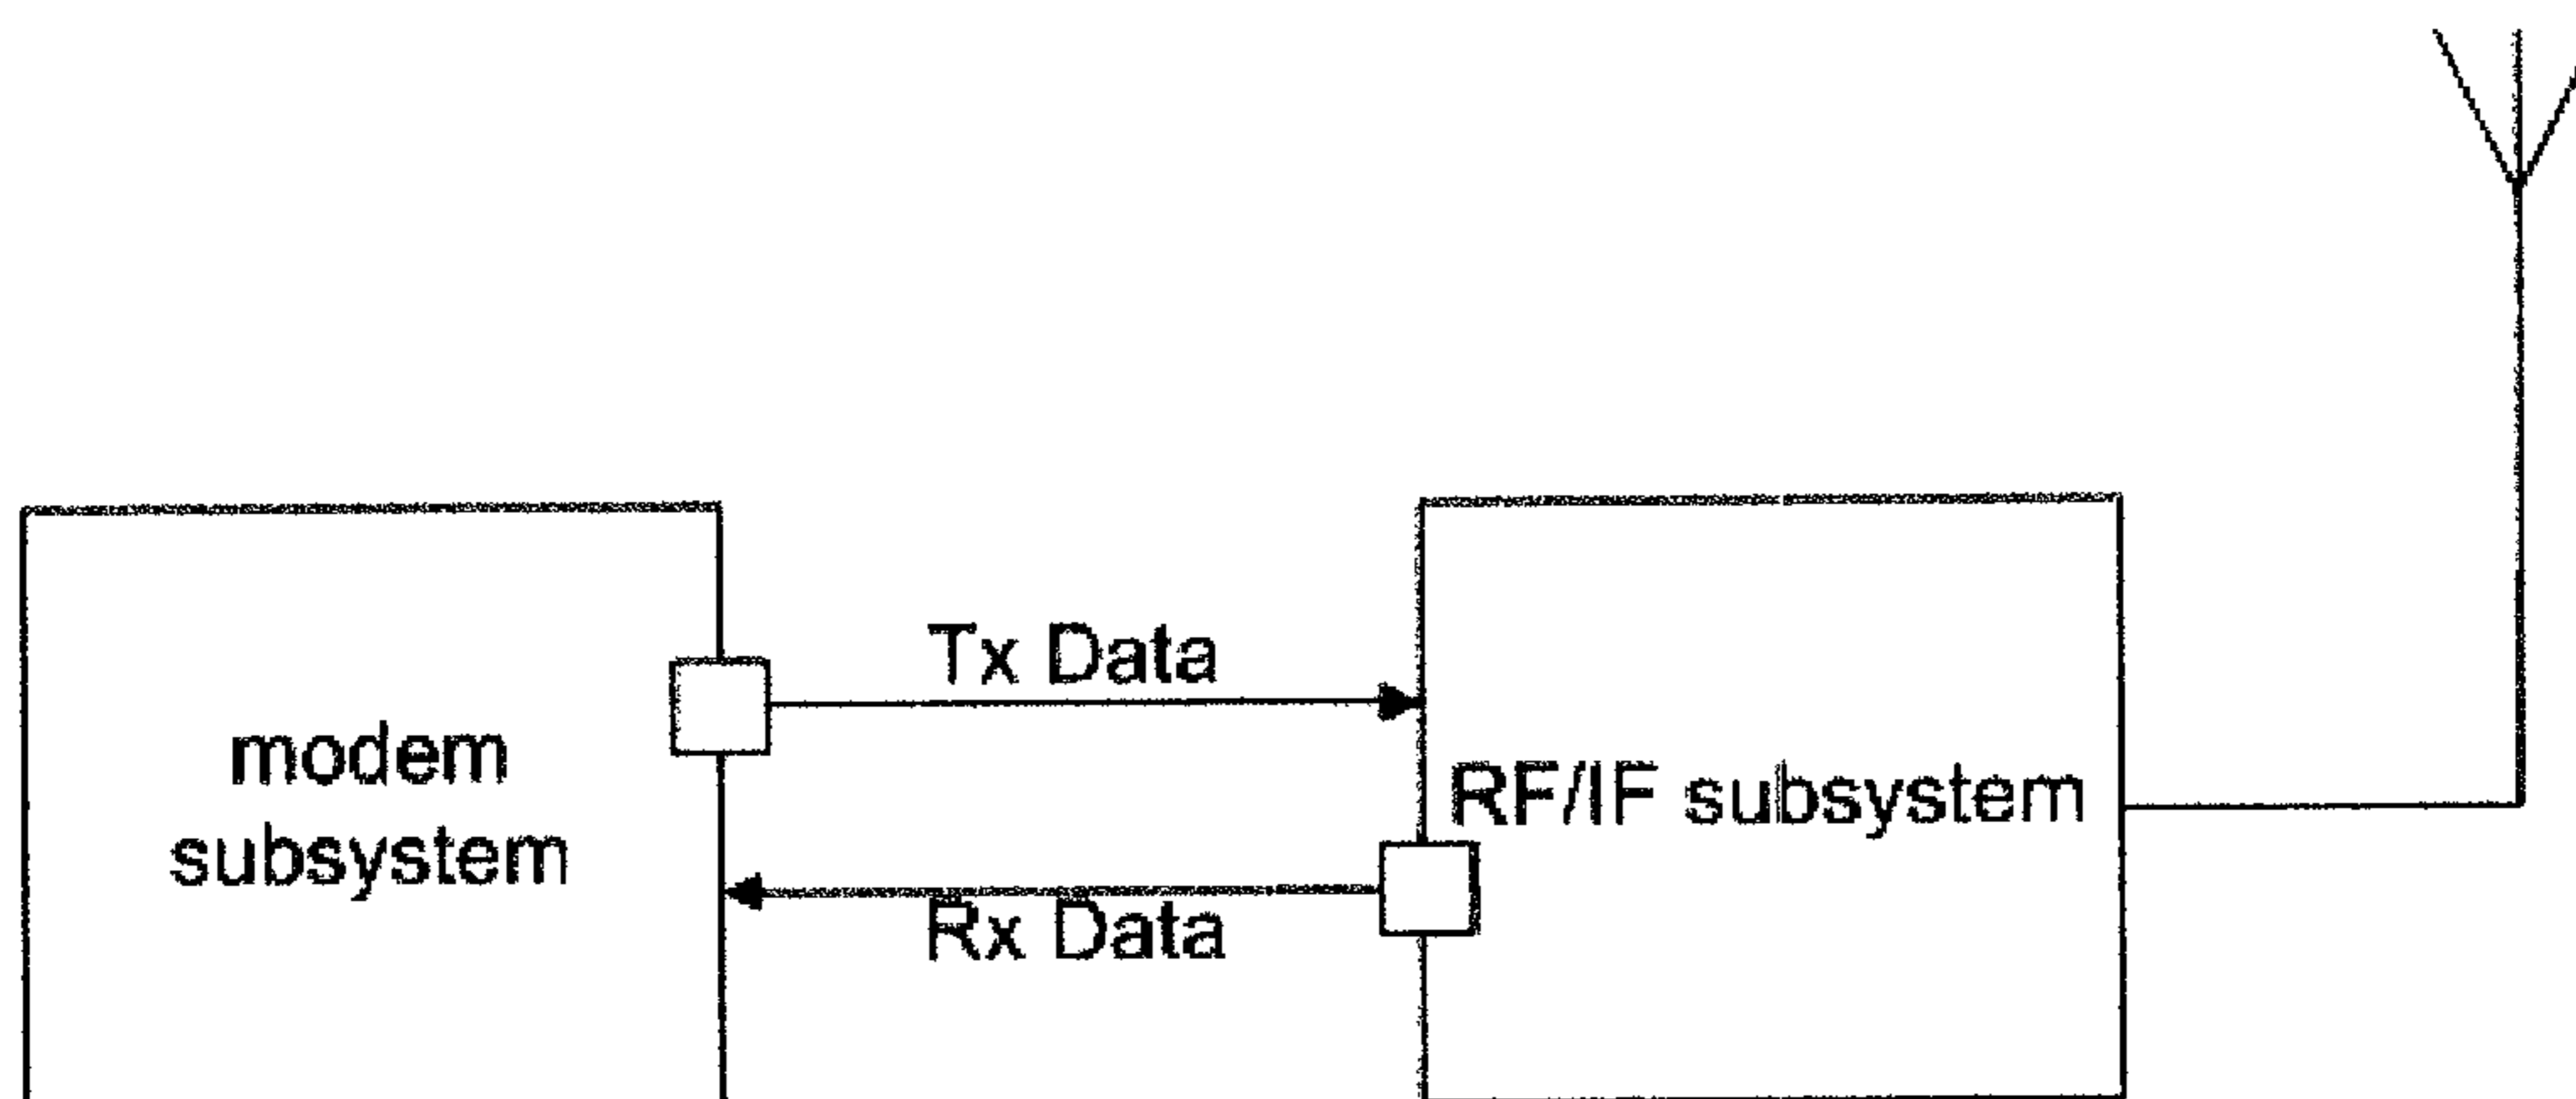 Tx Data
modem
subsystem
RF/IF subsystem
Rx Data